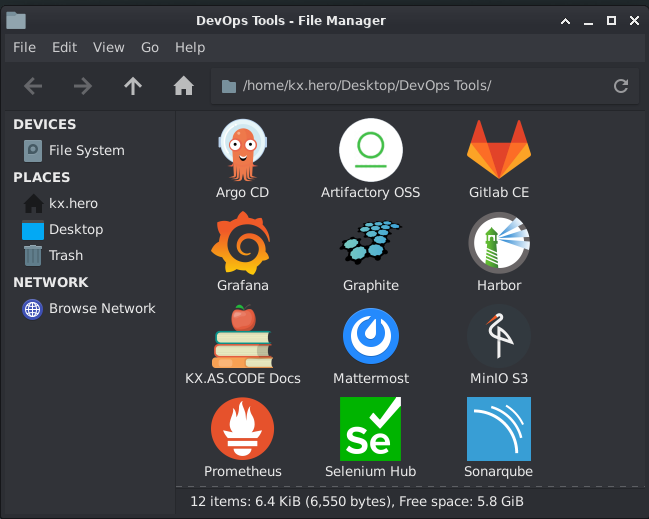 DevOps Tools - File Manager
File Edit View Go Help
/home/kx.hero/Desktop/DevOps Tools/
DEVICES
File System
PLACES
kx.hero
Desktop
Trash
NETWORK
Browse Network
Argo CD Artifactory OSS Gitlab CE
Grafana Graphite Harbor
KX.AS.CODE Docs Mattermost MinIO S3
Se
Prometheus Selenium Hub Sonarqube
12 items: 6.4 KiB (6,550 bytes), Free space: 5.8 GiB